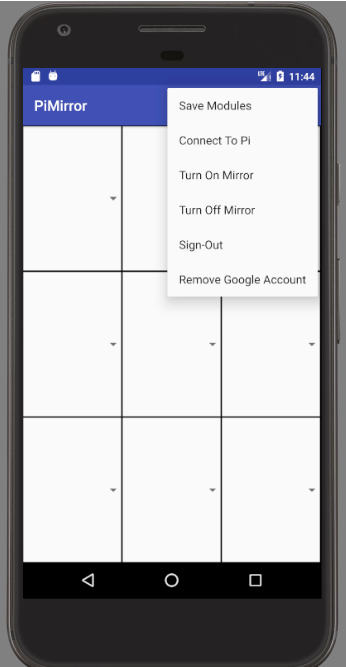 11:44
PiMirror
Save Modules
Connect To Pi
Turn On Mirror
Turn Off Mirror
Sign-Out
Remove Google Account